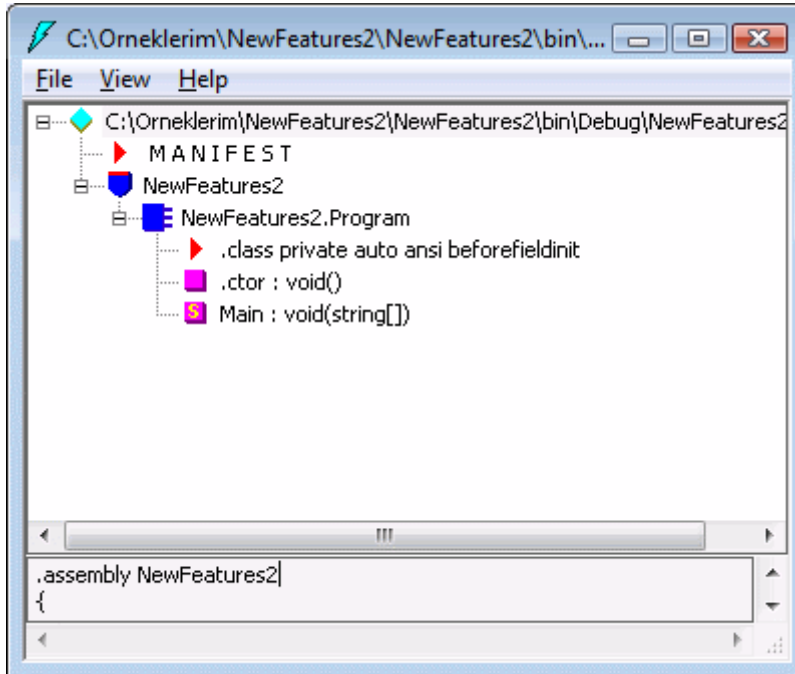 C:\Orneklerim\NewFeatures2\NewFeatures2\bin\...
File View Help
C:\Orneklerim\NewFeatures2\NewFeatures2\bin\Debug\NewFeatures2
MANIFEST
NewFeatures2
NewFeatures2.Program
.class private auto ansi beforefieldinit
.ctor : void()
S Main : void(string[])
.assembly NewFeatures2
{